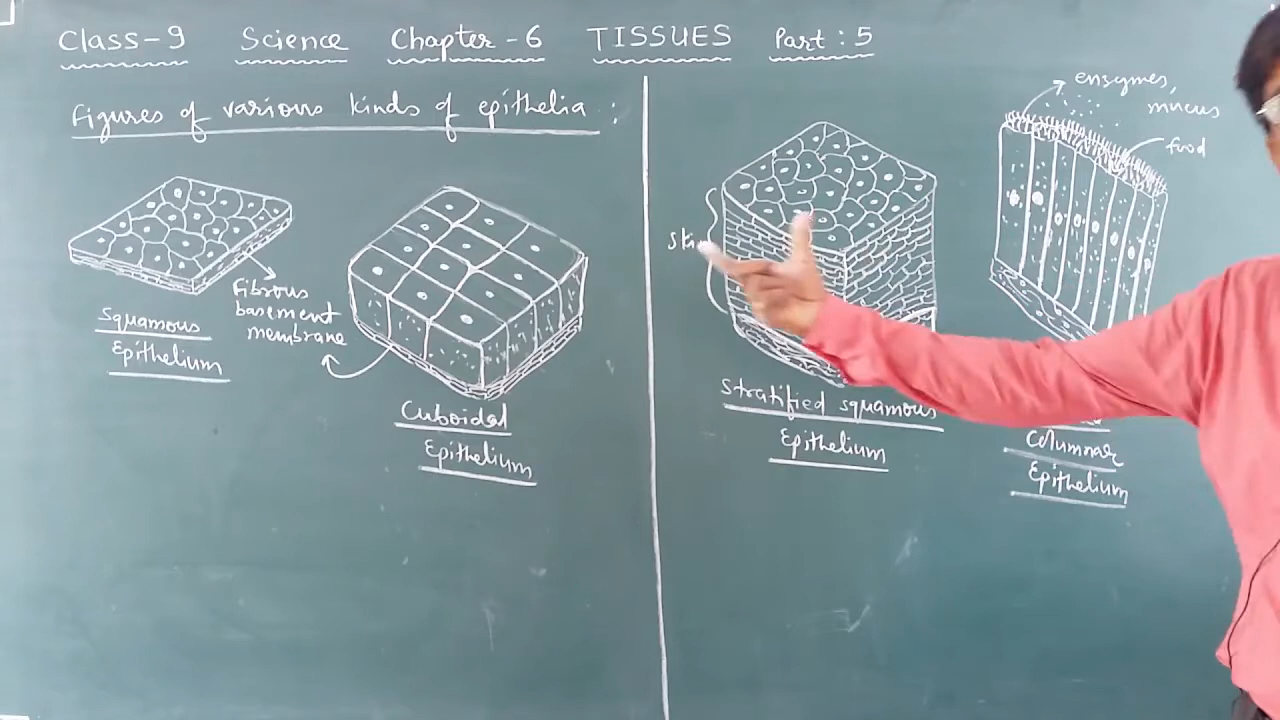 Class-9 Science Chapter-6 TISSUES Part : 5
Figures of various kinds of epithelia :
Squamous
Epithelium
Fibrous
basement
membrane
Cuboidal
Epithelium
Stratified squamous
Epithelium
enzymes,
mucus
food
Columnar
Epithelium